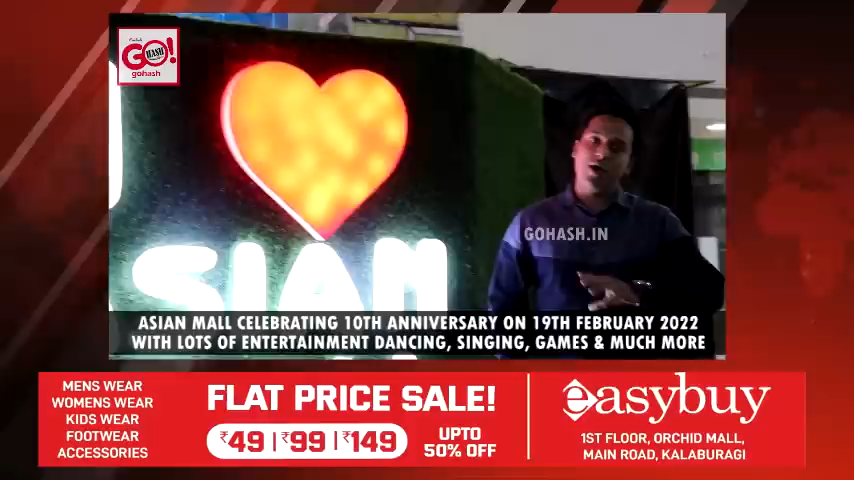 GO!
HASH
gohash
SIAN
GOHASH.IN
ASIAN MALL CELEBRATING 10TH ANNIVERSARY ON 19TH FEBRUARY 2022
WITH LOTS OF ENTERTAINMENT DANCING, SINGING, GAMES & MUCH MORE
MENS WEAR
WOMENS WEAR
KIDS WEAR
FOOTWEAR
ACCESSORIES
FLAT PRICE SALE!
₹49 | ₹99 | ₹149
UPTO
50% OFF
easybuy
1ST FLOOR, ORCHID MALL,
MAIN ROAD, KALABURAGI